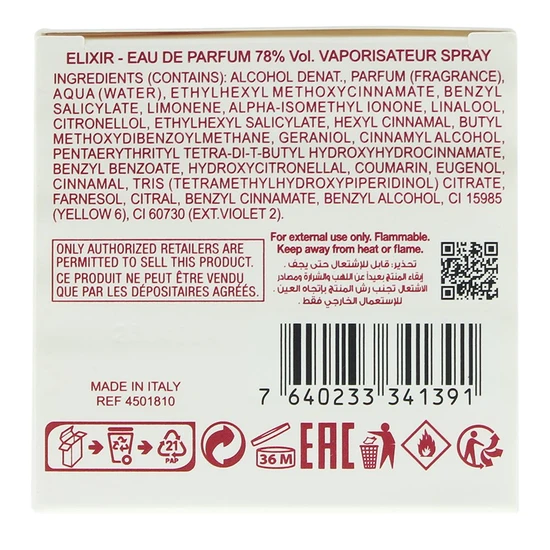 ELIXIR - EAU DE PARFUM 78% Vol. VAPORISATEUR SPRAY
INGREDIENTS (CONTAINS): ALCOHOL DENAT., PARFUM (FRAGRANCE),
AQUA (WATER), ETHYLHEXYL METHOXYCINNAMATE, BENZYL
SALICYLATE, LIMONENE, ALPHA-ISOMETHYL IONONE, LINALOOL,
CITRONELLOL, ETHYLHEXYL SALICYLATE, HEXYL CINNAMAL, BUTYL
METHOXYDIBENZOYLMETHANE, GERANIOL, CINNAMYL ALCOHOL,
PENTAERYTHRITYL TETRA-DI-T-BUTYL HYDROXYHYDROCINNAMATE,
BENZYL BENZOATE, HYDROXYCITRONELLAL, COUMARIN, EUGENOL,
CINNAMAL, TRIS (TETRAMETHYLHYDROXYPIPERIDINOL) CITRATE,
FARNESOL, CITRAL, BENZYL CINNAMATE, BENZYL ALCOHOL, CI 15985
(YELLOW 6), CI 60730 (EXT.VIOLET 2).
ONLY AUTHORIZED RETAILERS ARE
PERMITTED TO SELL THIS PRODUCT.
CE PRODUIT NE PEUT ÊTRE VENDU
QUE PAR LES DÉPOSITAIRES AGRÉÉS.
For external use only. Flammable.
Keep away from heat or flame.
تحذير: قابل للإشتعال حتى يجف.
إبقاء المنتج بعيدا عن اللهب والشرارة ومصادر
الاشتعال تجنب رش المنتج بإتجاه العين.
للإستعمال الخارجي فقط.
MADE IN ITALY
REF 4501810
7 640233 341391
21
PAP
36 M
EAC